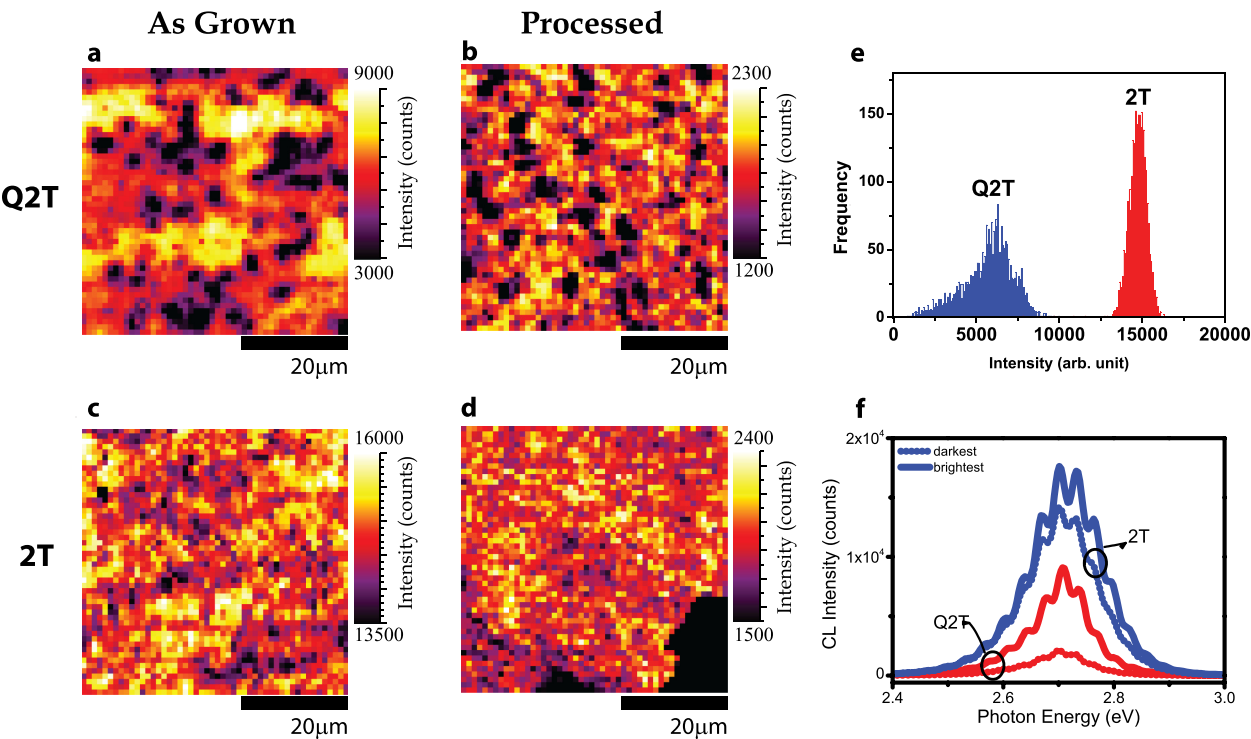 As Grown
Processed
a
b
e
9000
3000
Intensity (counts)
2300
1200
Intensity (counts)
Q2T
20μm
20μm
Q2T
2T
Frequency
150
100
50
0
0
5000
10000
15000
20000
Intensity (arb. unit)
c
d
f
16000
13500
Intensity (counts)
2400
1500
Intensity (counts)
2T
20μm
20μm
darkest
brightest
2T
Q2T
CL Intensity (counts)
2x10⁴
1x10⁴
0
2.4
2.6
2.8
3.0
Photon Energy (eV)